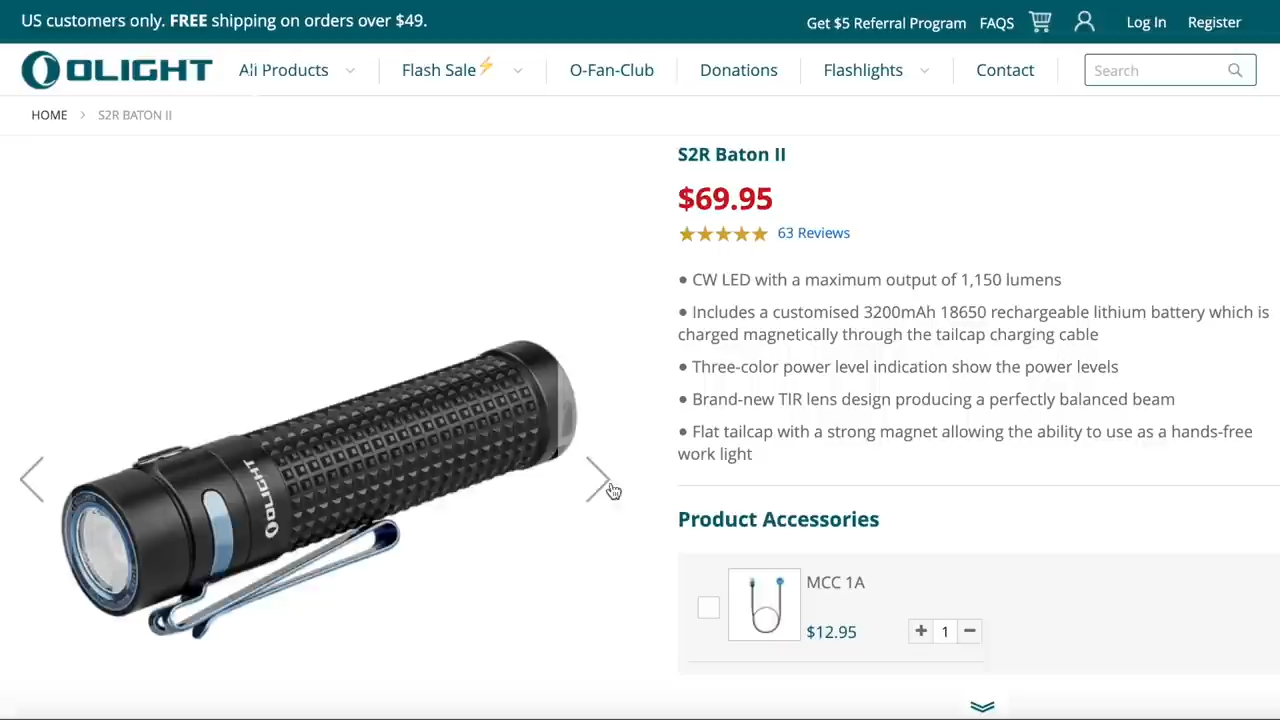 US customers only. FREE shipping on orders over $49.
Get $5 Referral Program FAQS Log In Register
OLIGHT All Products Flash Sale O-Fan-Club Donations Flashlights Contact Search
HOME > S2R BATON II
S2R Baton II
$69.95
63 Reviews
● CW LED with a maximum output of 1,150 lumens
● Includes a customised 3200mAh 18650 rechargeable lithium battery which is
charged magnetically through the tailcap charging cable
● Three-color power level indication show the power levels
● Brand-new TIR lens design producing a perfectly balanced beam
● Flat tailcap with a strong magnet allowing the ability to use as a hands-free
work light
OLIGHT
Product Accessories
MCC 1A
$12.95 + 1 −